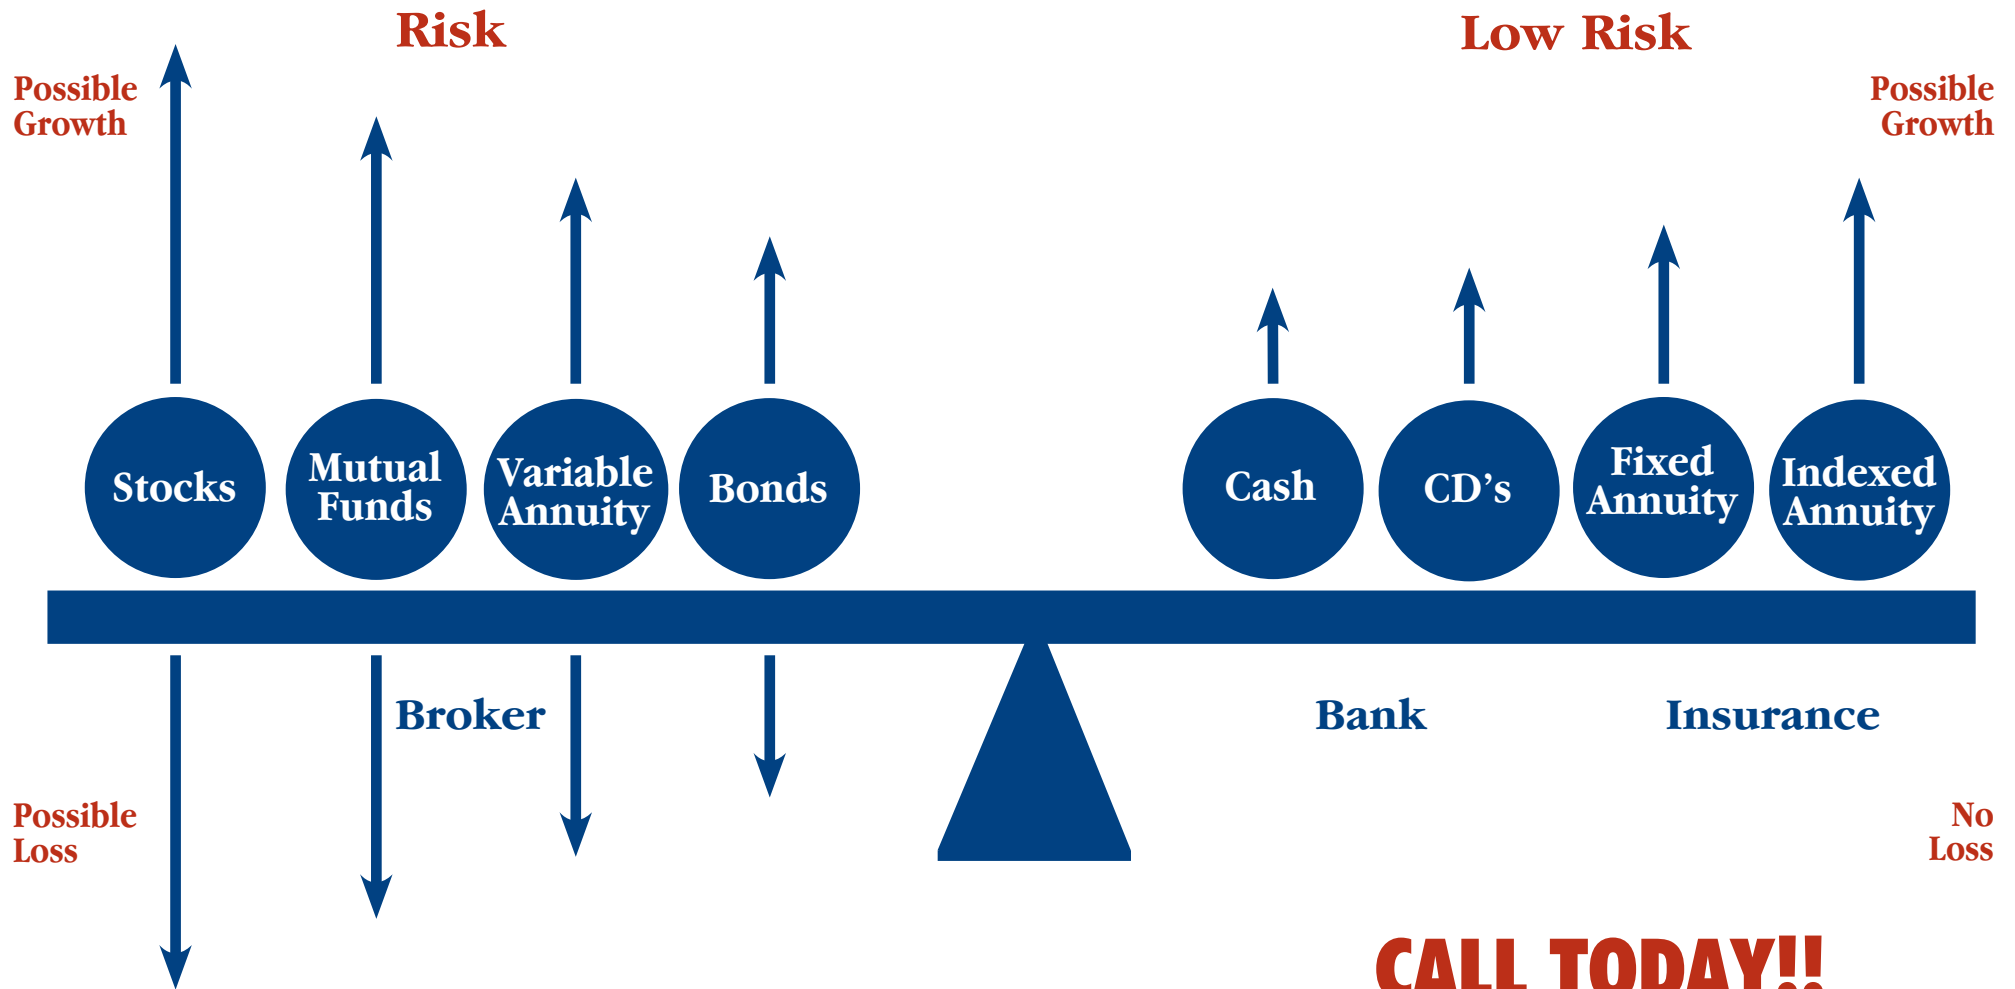 Risk
Low Risk
Possible
Growth
Possible
Growth
Stocks
Mutual
Funds
Variable
Annuity
Bonds
Cash
CD's
Fixed
Annuity
Indexed
Annuity
Broker
Bank
Insurance
Possible
Loss
No
Loss
CALL TODAY!!